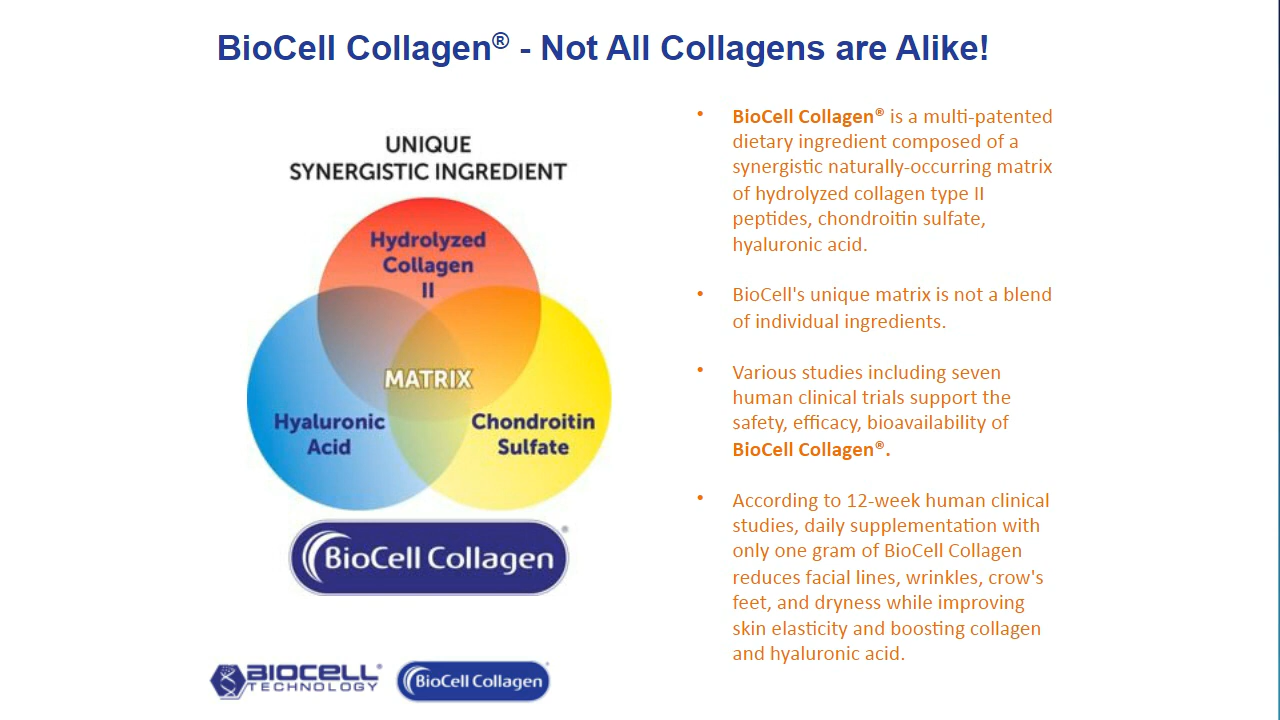 BioCell Collagen® - Not All Collagens are Alike!
UNIQUE
SYNERGISTIC INGREDIENT
Hydrolyzed
Collagen
II
MATRIX
Hyaluronic
Acid
Chondroitin
Sulfate
BioCell Collagen®
• BioCell Collagen® is a multi-patented
dietary ingredient composed of a
synergistic naturally-occurring matrix
of hydrolyzed collagen type II
peptides, chondroitin sulfate,
hyaluronic acid.
• BioCell's unique matrix is not a blend
of individual ingredients.
• Various studies including seven
human clinical trials support the
safety, efficacy, bioavailability of
BioCell Collagen®.
• According to 12-week human clinical
studies, daily supplementation with
only one gram of BioCell Collagen
reduces facial lines, wrinkles, crow's
feet, and dryness while improving
skin elasticity and boosting collagen
and hyaluronic acid.
BIOCELL®
TECHNOLOGY
BioCell Collagen®